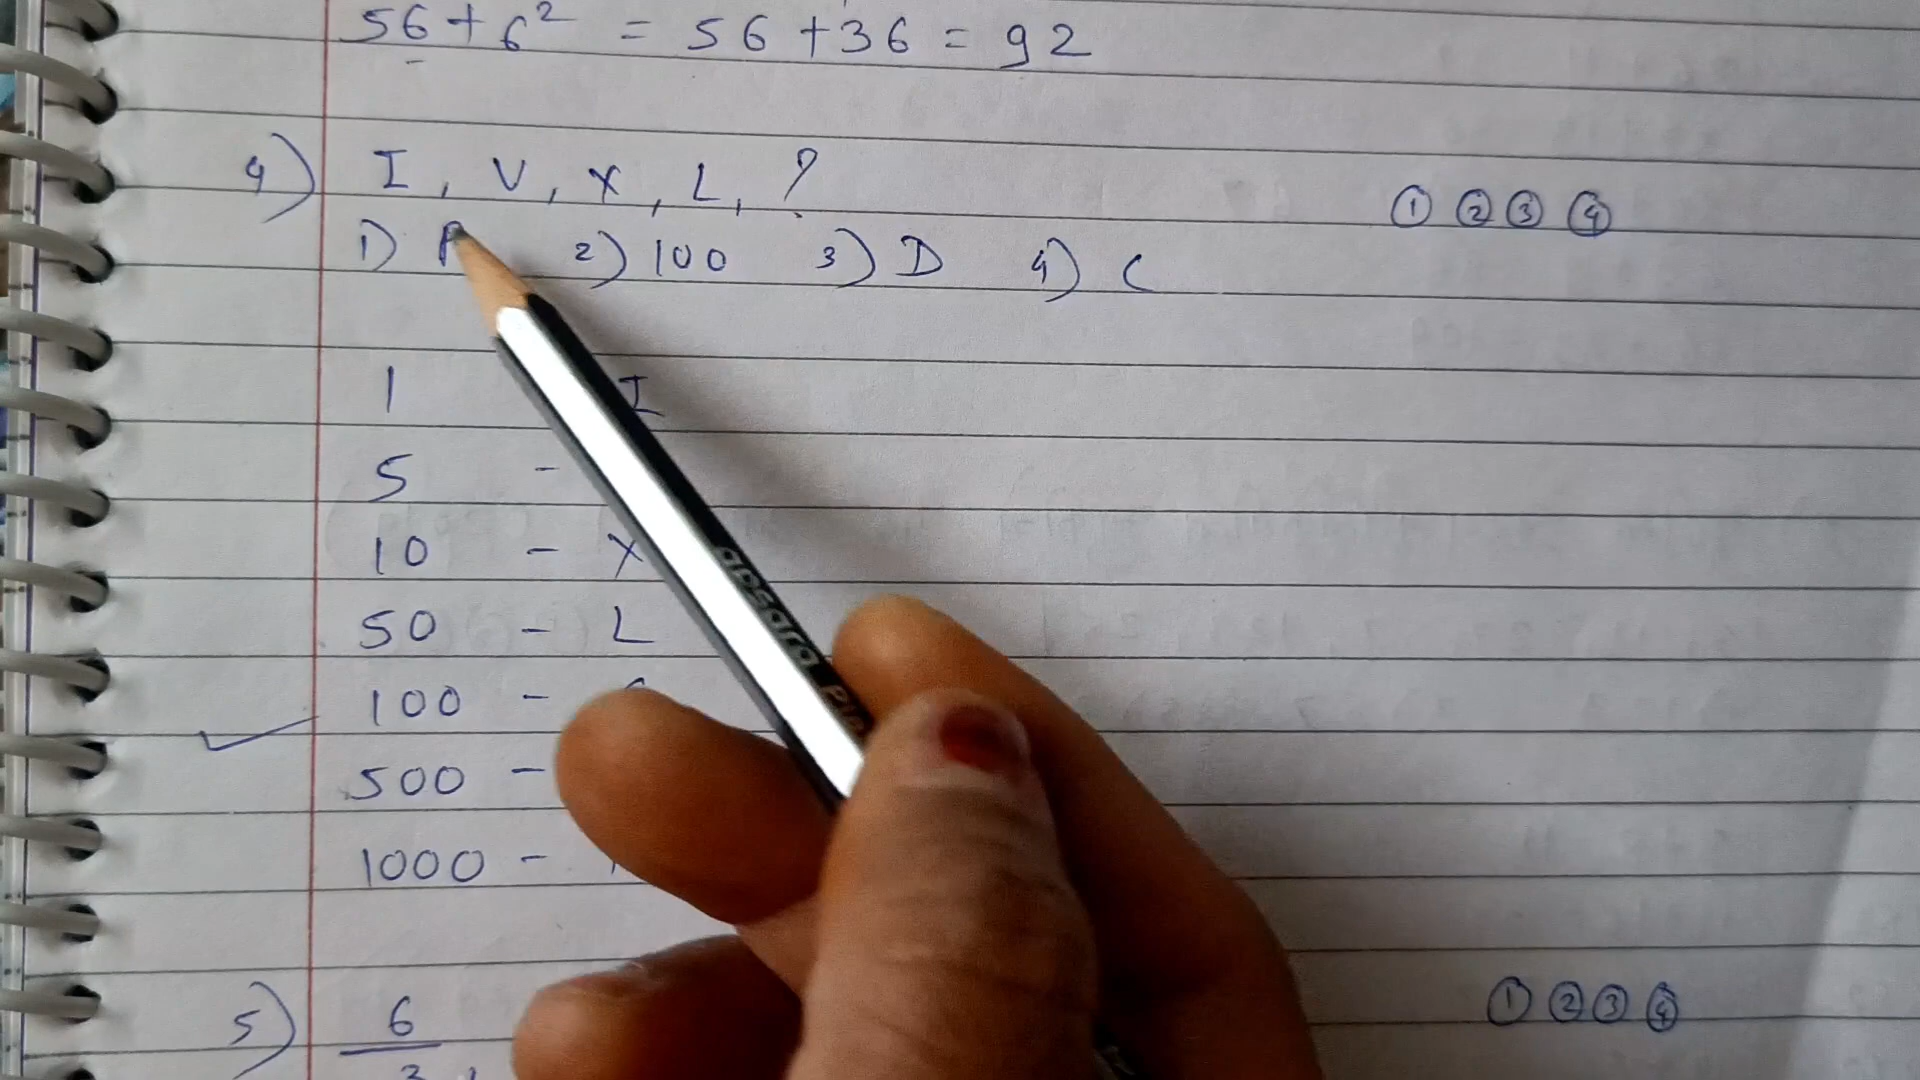 56 + 6² = 56 + 36 = 92
4) I, V, X, L, ?
① ② ③ ④
1) 2) 100 3) D 4) C
1 I
5 -
10 - X
50 - L
100 -
500 -
1000 -
5) 6
① ② ③ ④
apsara